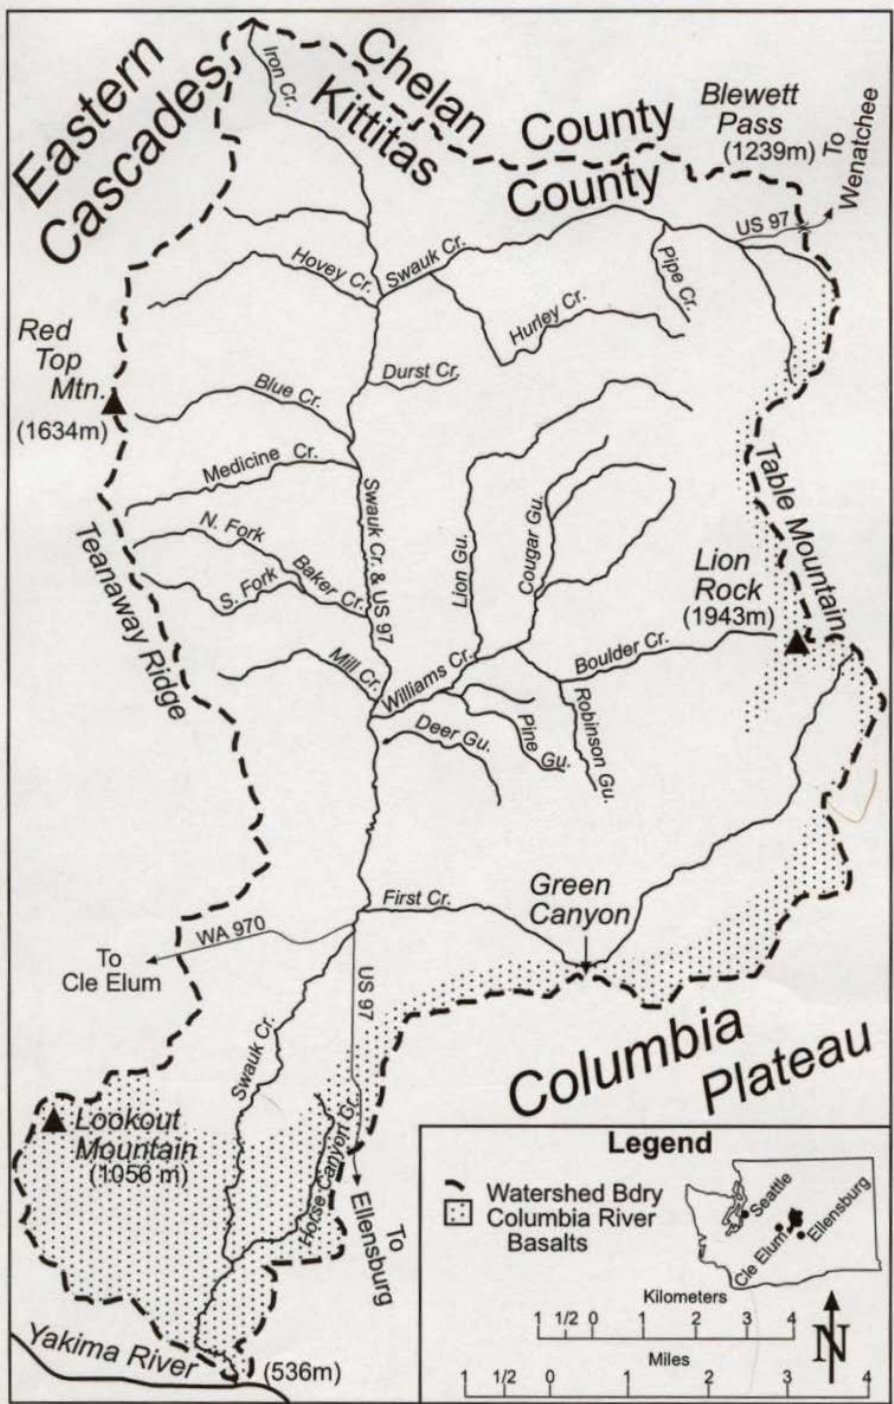 Eastern
Cascades
Iron Cr.
Chelan
County
Kittitas
County
Blewett
Pass
(1239m)
To
Wenatchee
US 97
Hovey Cr.
Swauk Cr.
Pipe Cr.
Hurley Cr.
Red
Top
Mtn.
(1634m)
Durst Cr.
Blue Cr.
Medicine Cr.
Table Mountain
Swauk Cr. & US 97
N. Fork
S. Fork
Baker Cr.
Lion Gu.
Cougar Gu.
Lion
Rock
(1943m)
Teanaway Ridge
Mill Cr.
Williams Cr.
Boulder Cr.
Deer Gu.
Pine
Gu.
Robinson Gu.
First Cr.
Green
Canyon
WA 970
To
Cle Elum
US 97
Swauk Cr.
Columbia
Plateau
Lookout
Mountain
(1056 m)
Horse Canyon Cr.
To
Ellensburg
Yakima River
(536m)
Legend
Watershed Bdry
Columbia River
Basalts
Seattle
Cle Elum
Ellensburg
Kilometers
1 1/2 0 1 2 3 4
Miles
1 1/2 0 1 2 3 4
N